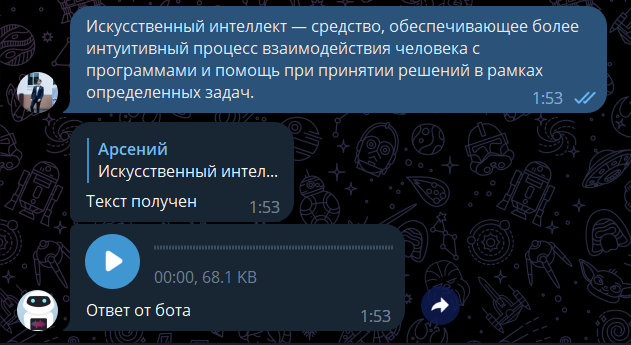 Искусственный интеллект — средство, обеспечивающее более
интуитивный процесс взаимодействия человека с
программами и помощь при принятии решений в рамках
определенных задач.
1:53
Арсений
Искусственный интел...
Текст получен
1:53
00:00, 68.1 KB
Ответ от бота
1:53